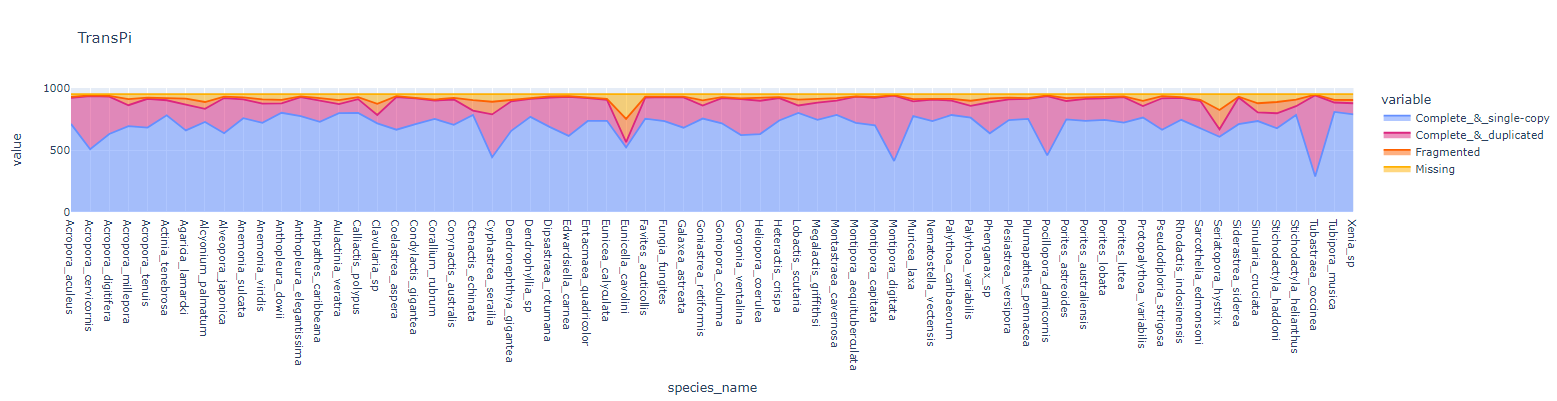 TransPi
1000
500
0
value
variable
Complete_&_single-copy
Complete_&_duplicated
Fragmented
Missing
Acropora_aculeus
Acropora_cervicornis
Acropora_digitifera
Acropora_millepora
Acropora_tenuis
Actinia_tenebrosa
Agaricia_lamarcki
Alcyonium_palmatum
Alveopora_japonica
Anemonia_sulcata
Anemonia_viridis
Anthopleura_dowii
Anthopleura_elegantissima
Antipathes_caribbeana
Aulactinia_veratra
Calliactis_polypus
Clavularia_sp
Coelastrea_aspera
Condylactis_gigantea
Corallium_rubrum
Corynactis_australis
Ctenactis_echinata
Cyphastrea_serailia
Dendronephthya_gigantea
Dendrophyllia_sp
Dipsastraea_rotumana
Edwardsiella_carnea
Entacmaea_quadricolor
Eunicea_calyculata
Eunicella_cavolini
Favites_acuticollis
Fungia_fungites
Galaxea_astreata
Goniastrea_retiformis
Goniopora_columna
Gorgonia_ventalina
Heliopora_coerulea
Heteractis_crispa
Lobactis_scutaria
Megalactis_griffithsi
Montastraea_cavernosa
Montipora_aequituberculata
Montipora_capitata
Montipora_digitata
Muricea_laxa
Nematostella_vectensis
Palythoa_caribaeorum
Palythoa_variabilis
Phenganax_sp
Plesiastrea_versipora
Plumapathes_pennacea
Pocillopora_damicornis
Porites_astreoides
Porites_australiensis
Porites_lobata
Porites_lutea
Protopalythoa_variabilis
Pseudodiploria_strigosa
Rhodactis_indosinensis
Sarcothelia_edmonsoni
Seriatopora_hystrix
Siderastrea_siderea
Sinularia_cruciata
Stichodactyla_haddoni
Stichodactyla_helianthus
Tubastraea_coccinea
Tubipora_musica
Xenia_sp
species_name